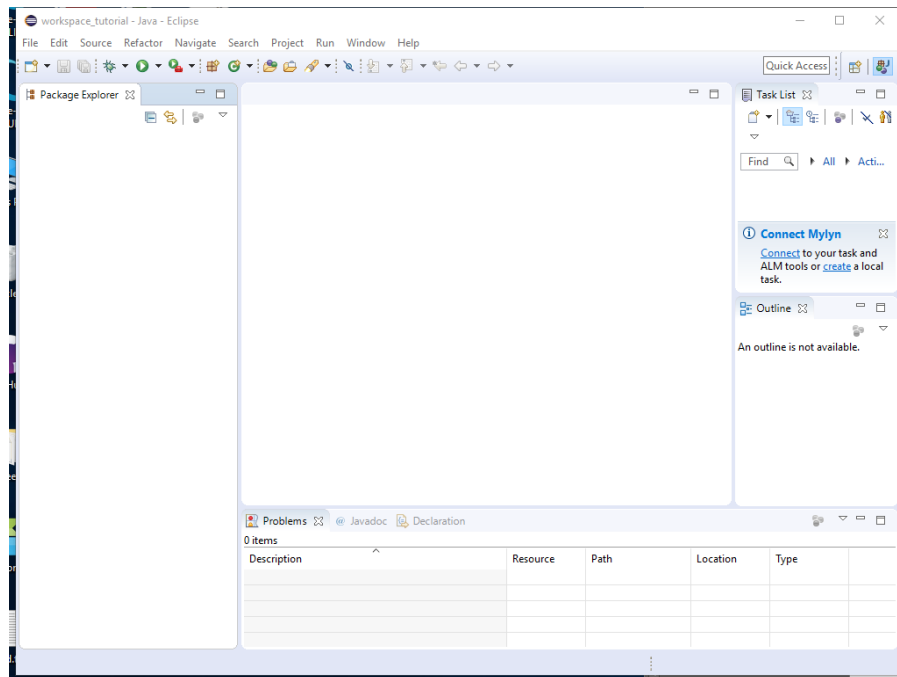 workspace_tutorial - Java - Eclipse
File Edit Source Refactor Navigate Search Project Run Window Help
Quick Access
Package Explorer
Task List
Find All Acti...
Connect Mylyn
Connect to your task and
ALM tools or create a local
task.
Outline
An outline is not available.
Problems @ Javadoc Declaration
0 items
Description Resource Path Location Type